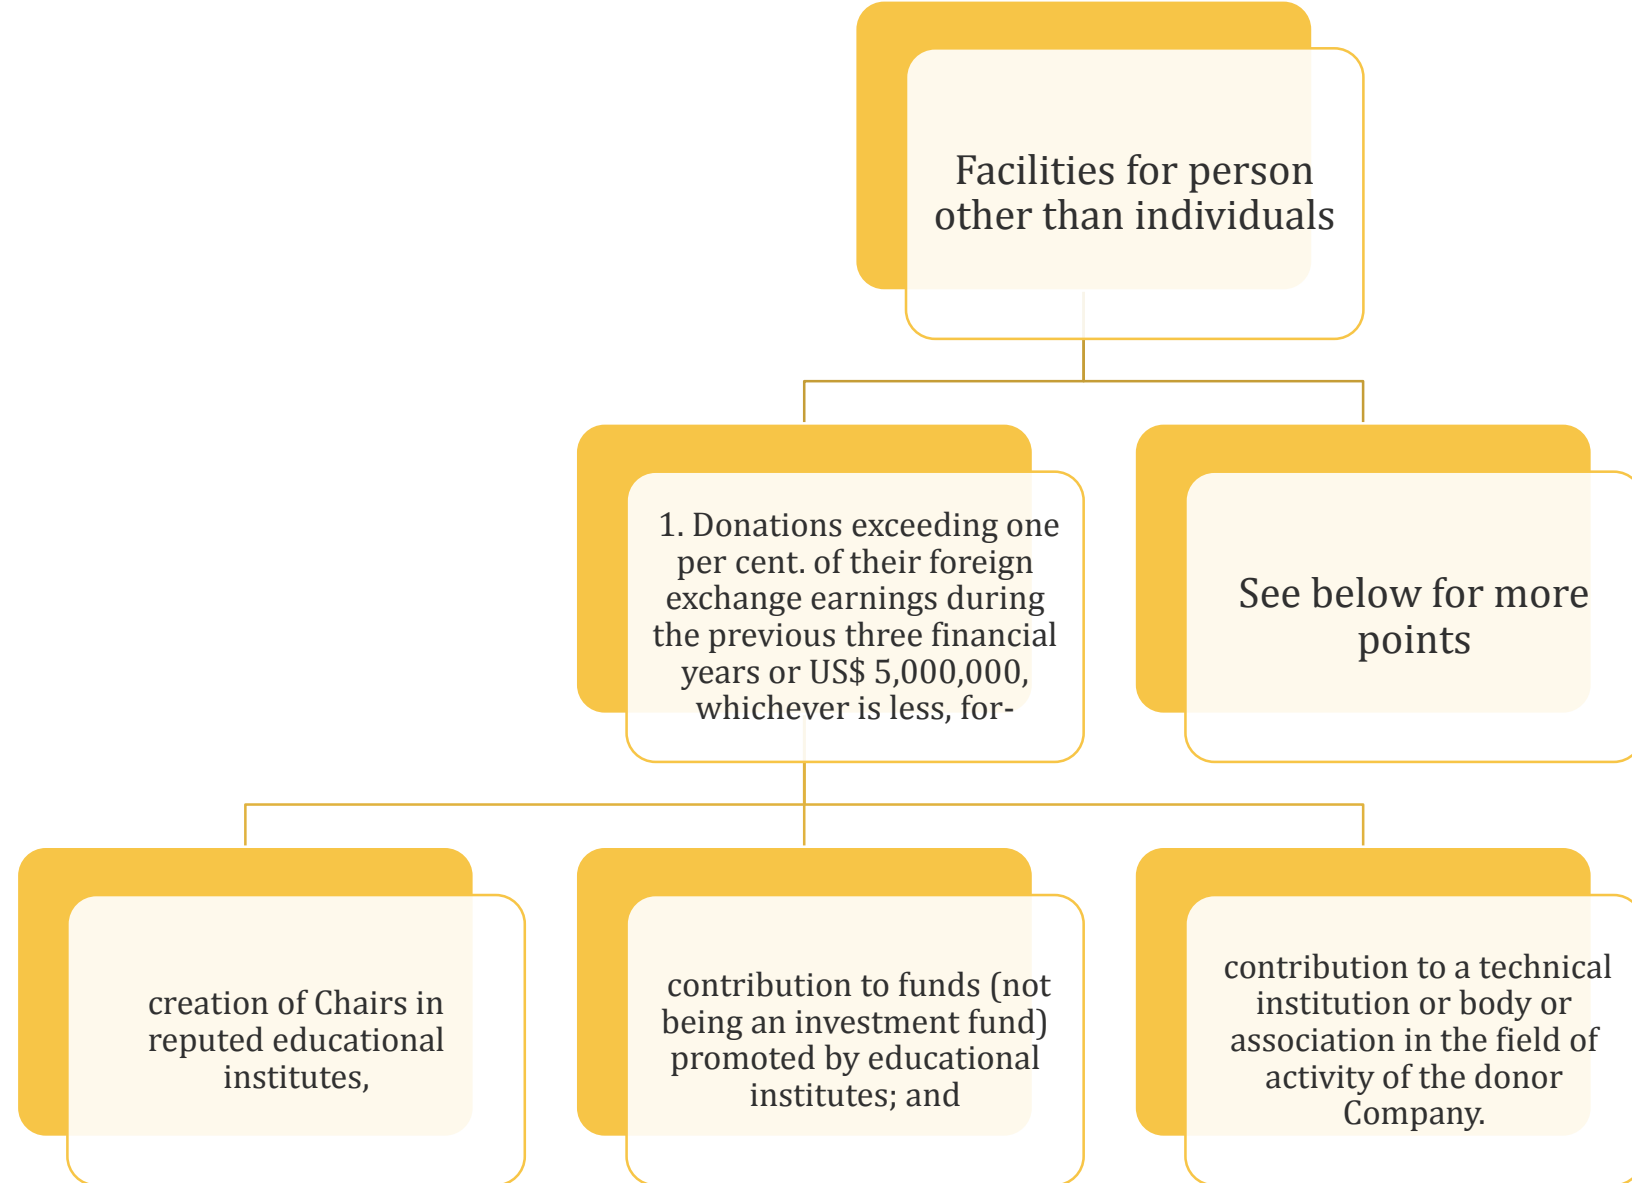 Facilities for person
other than individuals
1. Donations exceeding one
per cent. of their foreign
exchange earnings during
the previous three financial
years or US$ 5,000,000,
whichever is less, for-
See below for more
points
creation of Chairs in
reputed educational
institutes,
contribution to funds (not
being an investment fund)
promoted by educational
institutes; and
contribution to a technical
institution or body or
association in the field of
activity of the donor
Company.